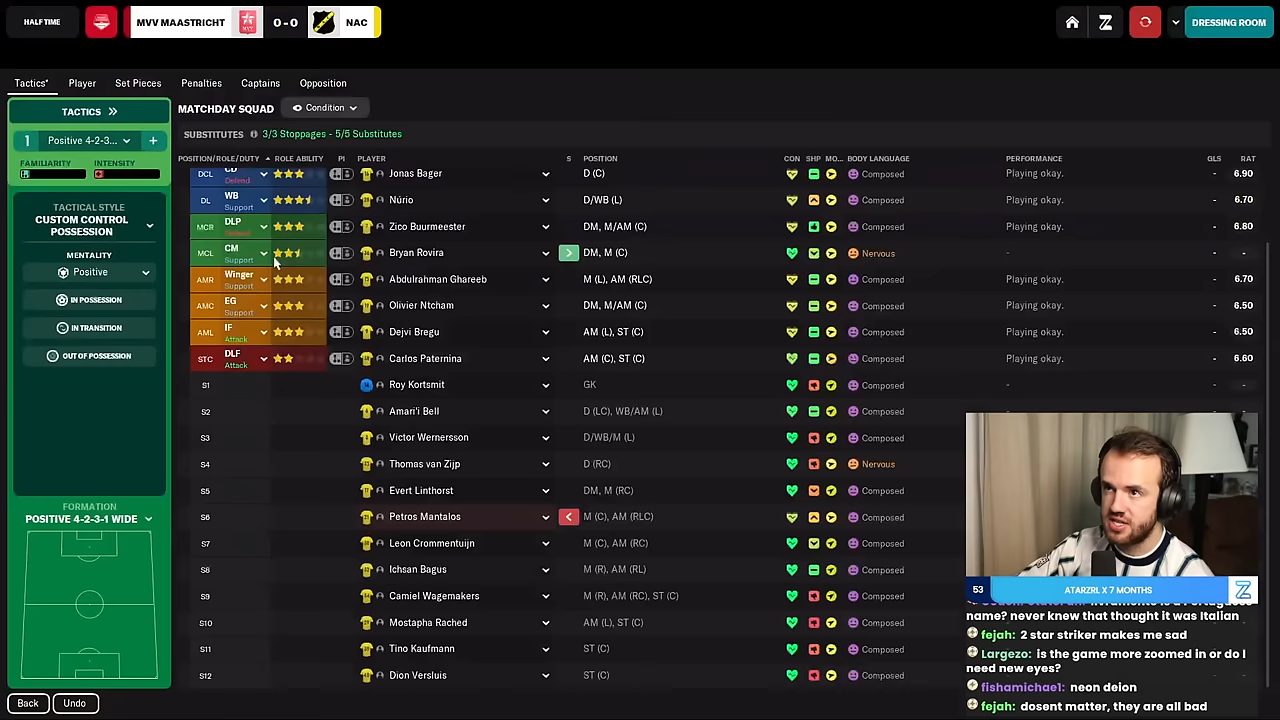 HALF TIME
MVV MAASTRICHT
0 - 0
NAC
DRESSING ROOM
Tactics* Player Set Pieces Penalties Captains Opposition
TACTICS
MATCHDAY SQUAD Condition
1 Positive 4-2-3... +
SUBSTITUTES 3/3 Stoppages - 5/5 Substitutes
FAMILIARITY INTENSITY
POSITION/ROLE/DUTY ROLE ABILITY PI PLAYER S POSITION CON SHP MO... BODY LANGUAGE PERFORMANCE GLS RAT
DCL CD Defend Jonas Bager D (C) Composed Playing okay. - 6.90
DL WB Support Núrio D/WB (L) Composed Playing okay. - 6.70
MCR DLP Defend Zico Buurmeester DM, M/AM (C) Composed Playing okay. - 6.80
MCL CM Support Bryan Rovira DM, M (C) Nervous - - -
AMR Winger Support Abdulrahman Ghareeb M (L), AM (RLC) Composed Playing okay. - 6.70
AMC EG Support Olivier Ntcham DM, M/AM (C) Composed Playing okay. - 6.50
AML IF Attack Dejvi Bregu AM (L), ST (C) Composed Playing okay. - 6.50
STC DLF Attack Carlos Paternina AM (C), ST (C) Composed Playing okay. - 6.60
S1 Roy Kortsmit GK Composed - - -
S2 Amari'i Bell D (LC), WB/AM (L) Composed -
S3 Victor Wernersson D/WB/M (L) Composed
S4 Thomas van Zijp D (RC) Nervous
S5 Evert Linthorst DM, M (RC) Composed
S6 Petros Mantalos M (C), AM (RLC) Composed
S7 Leon Crommentuijn M (C), AM (RC) Composed
S8 Ichsan Bagus M (R), AM (RL) Composed
S9 Camiel Wagemakers M (R), AM (RC), ST (C) Composed
S10 Mostapha Rached AM (L), ST (C) Composed
S11 Tino Kaufmann ST (C) Composed
S12 Dion Versluis ST (C) Composed
TACTICAL STYLE
CUSTOM CONTROL
POSSESSION
MENTALITY
Positive
IN POSSESSION
IN TRANSITION
OUT OF POSSESSION
FORMATION
POSITIVE 4-2-3-1 WIDE
Back Undo
53 ATARZRL X 7 MONTHS
name? never knew that thought it was Italian
fejah: 2 star striker makes me sad
Largezo: is the game more zoomed in or do I
need new eyes?
fishamichae1: neon deion
fejah: dosent matter, they are all bad